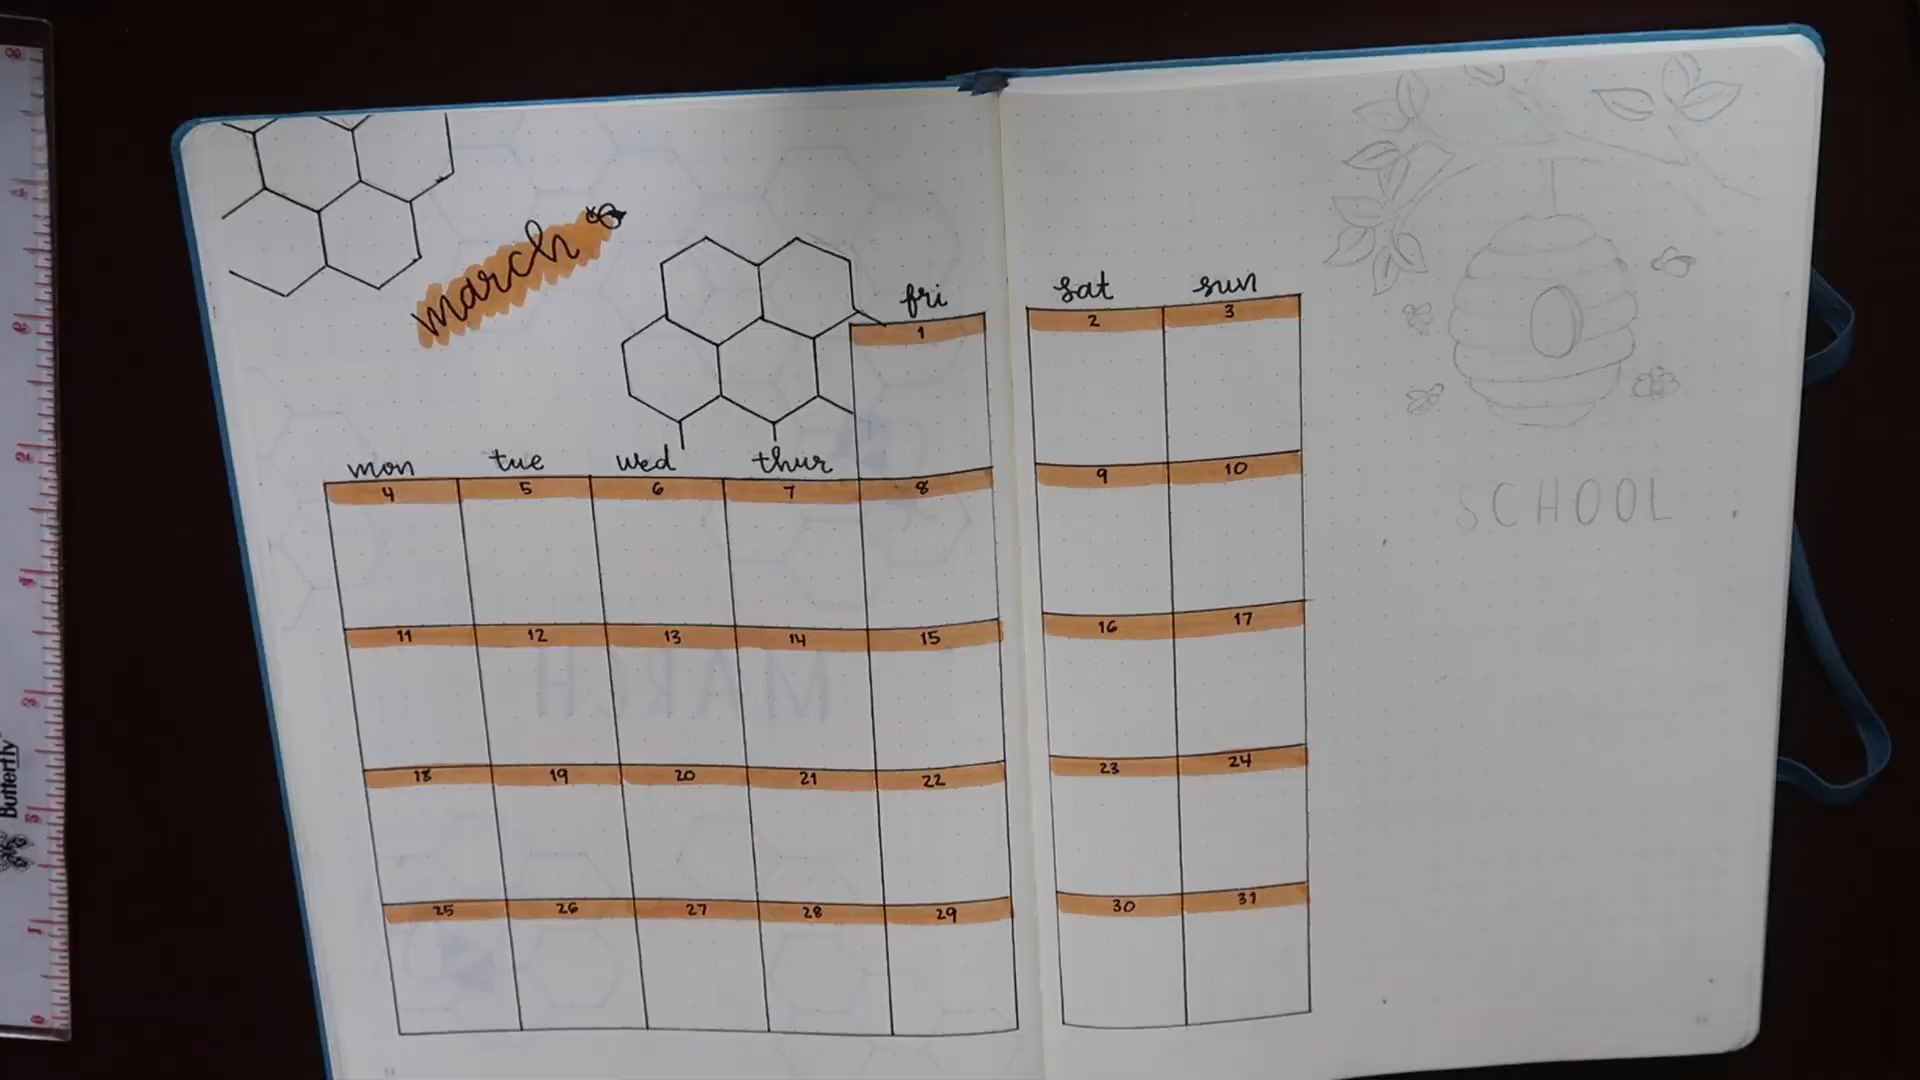 march
fri sat sun
1 2 3
mon tue wed thur
4 5 6 7 8 9 10
11 12 13 14 15 16 17
18 19 20 21 22 23 24
25 26 27 28 29 30 31
SCHOOL
MARCH
Butterfly